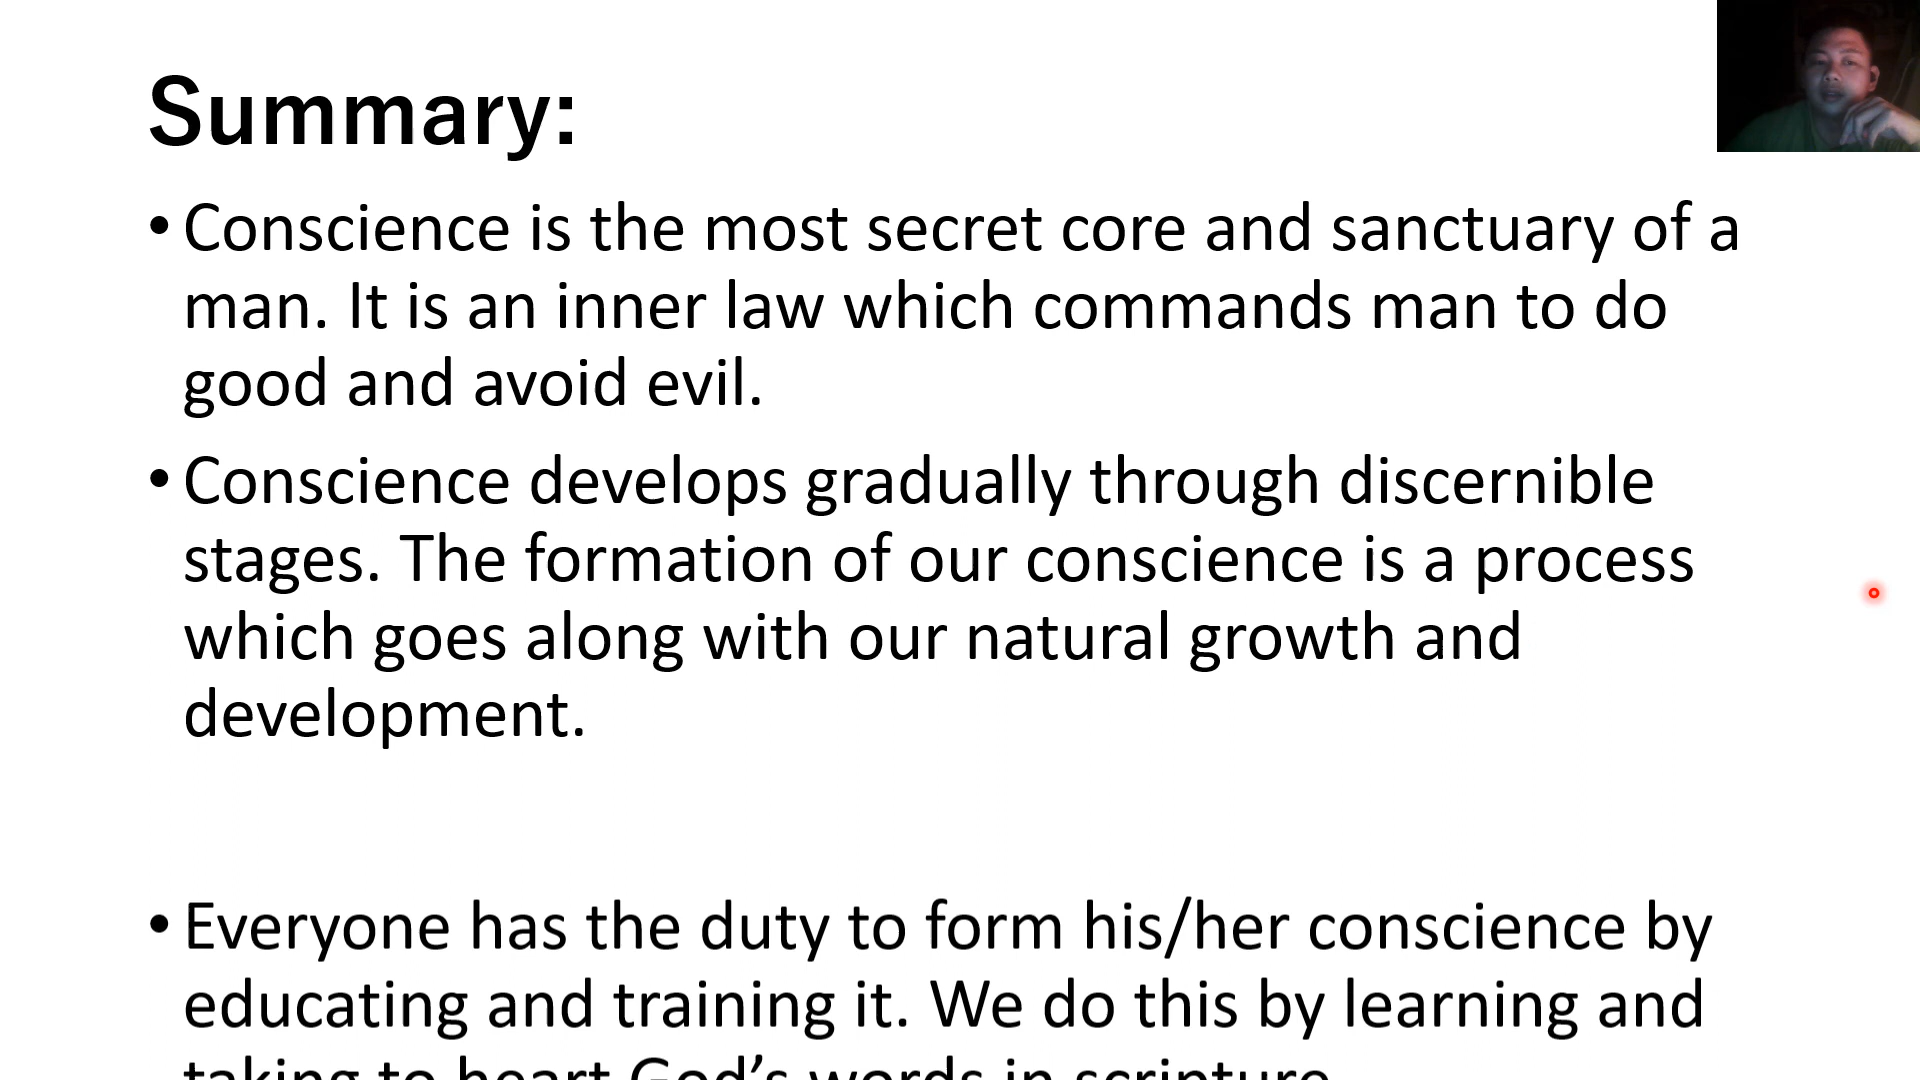 Summary:
• Conscience is the most secret core and sanctuary of a
man. It is an inner law which commands man to do
good and avoid evil.
• Conscience develops gradually through discernible
stages. The formation of our conscience is a process
which goes along with our natural growth and
development.
• Everyone has the duty to form his/her conscience by
educating and training it. We do this by learning and
taking to heart God’s words in scripture